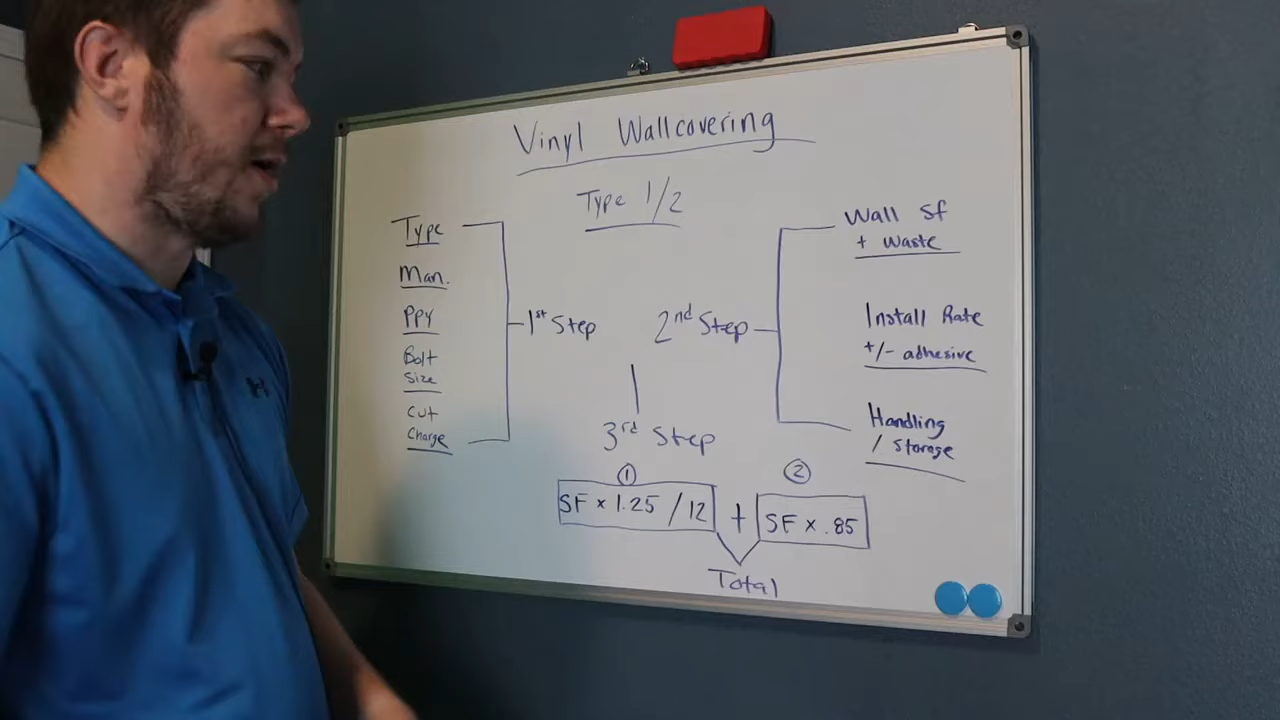 Vinyl Wallcovering
Type 1/2
Type
Man.
PPY
Bolt
Size
Cut
Charge
1st Step
2nd Step
Wall Sf
+ Waste
Install Rate
+/- adhesive
Handling
/ Storage
3rd Step
① ②
SF × 1.25 / 12 + SF × .85
Total